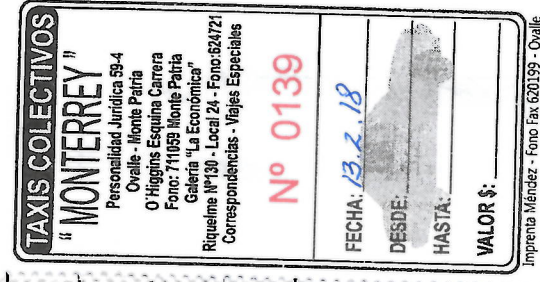 TAXIS COLECTIVOS
"MONTERREY"
Personalidad Jurídica 59-4
Ovalle - Monte Patria
O´Higgins Esquina Carrera
Fono: 711059 Monte Patria
Galería "La Económica"
Riquelme Nº130 - Local 24 - Fono:624721
Correspondencias - Viajes Especiales
Nº 0139
FECHA: 13.2.18
DESDE:
HASTA:
VALOR $:
Imprenta Méndez - Fono Fax 620199 - Ovalle